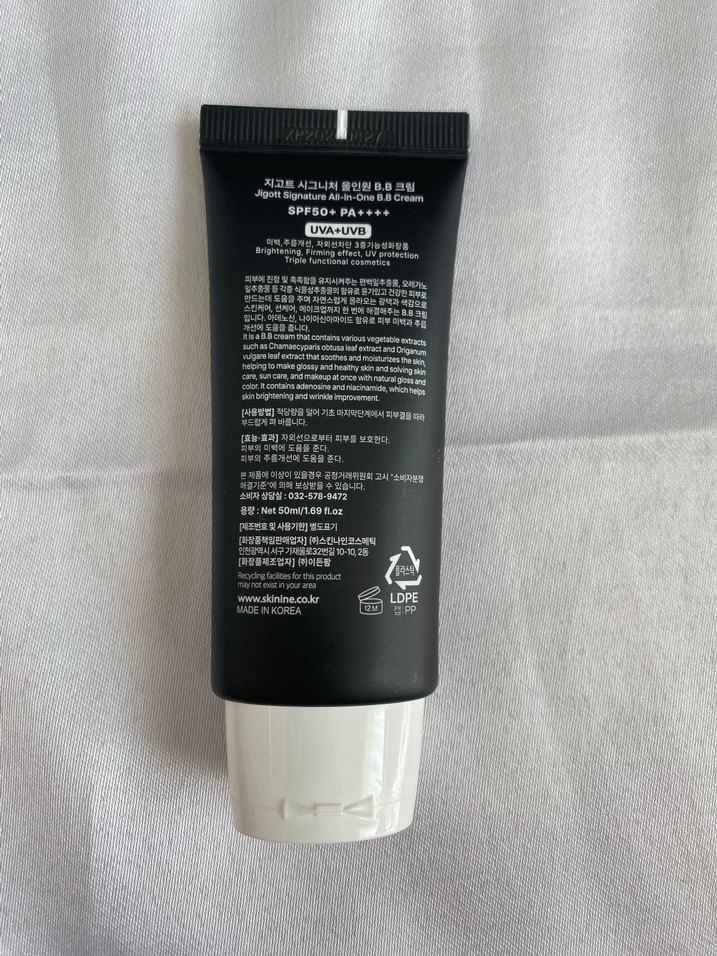 지고트 시그니처 올인원 B.B 크림
Jigott Signature All-In-One B.B Cream
SPF50+ PA++++
UVA+UVB
미백,주름개선, 자외선차단 3중기능성화장품
Brightening, Firming effect, UV protection
Triple functional cosmetics
피부에 진정 및 촉촉함을 유지시켜주는 편백잎추출물, 오레가노
잎추출물 등 각종 식물성추출물의 함유로 윤기있고 건강한 피부로
만드는데 도움을 주며 자연스럽게 올라오는 광택과 색감으로
스킨케어, 선케어, 메이크업까지 한 번에 해결해주는 B.B 크림
입니다. 아데노신, 나이아신아마이드 함유로 피부 미백과 주름
개선에 도움을 줍니다.
It is a B.B cream that contains various vegetable extracts
such as Chamaecyparis obtusa leaf extract and Origanum
vulgare leaf extract that soothes and moisturizes the skin,
helping to make glossy and healthy skin and solving skin
care, sun care, and makeup at once with natural gloss and
color. It contains adenosine and niacinamide, which helps
skin brightening and wrinkle improvement.
[사용방법] 적당량을 덜어 기초 마지막단계에서 피부결을 따라
부드럽게 펴 바릅니다.
[효능·효과] 자외선으로부터 피부를 보호한다.
피부의 미백에 도움을 준다.
피부의 주름개선에 도움을 준다.
본 제품에 이상이 있을경우 공정거래위원회 고시 "소비자분쟁
해결기준"에 의해 보상받을 수 있습니다.
소비자 상담실 : 032-578-9472
용량 : Net 50ml/1.69 fl.oz
[제조번호 및 사용기한] 별도표기
[화장품책임판매업자] (주)스킨나인코스메틱
인천광역시 서구 가재울로32번길 10-10, 2동
[화장품제조업자] (주)이든팜
Recycling facilities for this product
may not exist in your area
www.skinine.co.kr
MADE IN KOREA
12M
플라스틱
LDPE
캡:PP